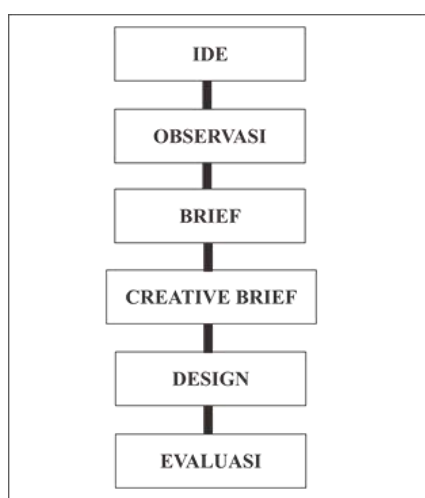 IDE
OBSERVASI
BRIEF
CREATIVE BRIEF
DESIGN
EVALUASI